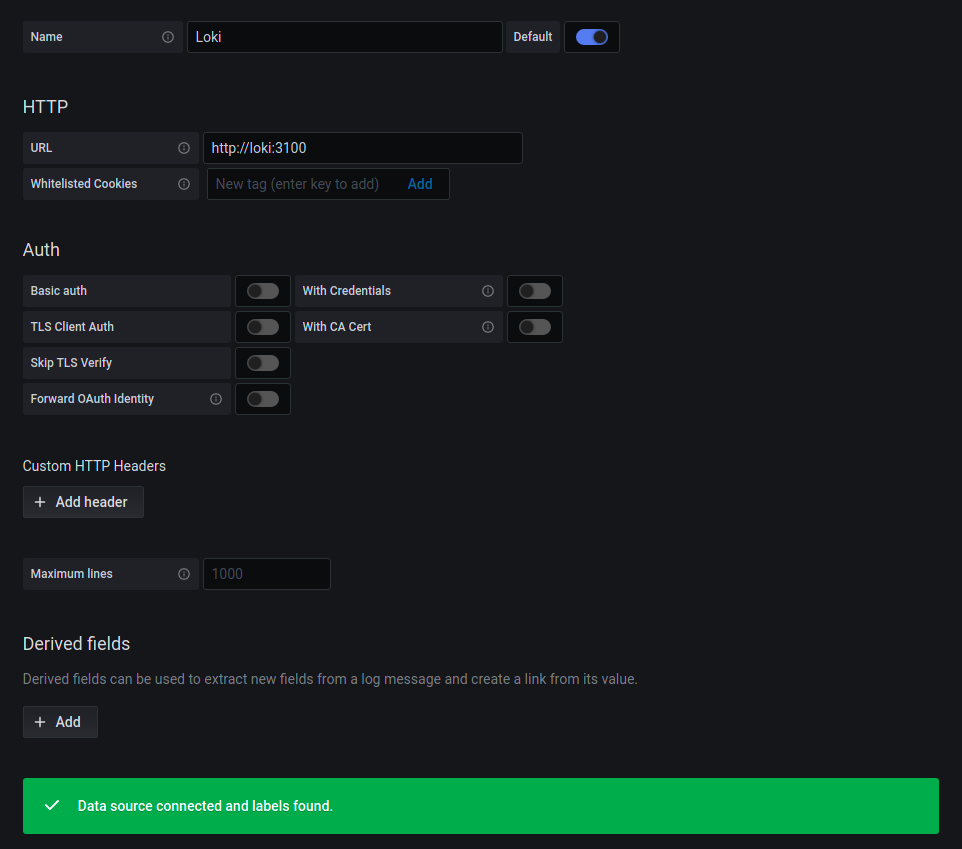 Name Loki Default
HTTP
URL http://loki:3100
Whitelisted Cookies New tag (enter key to add) Add
Auth
Basic auth With Credentials
TLS Client Auth With CA Cert
Skip TLS Verify
Forward OAuth Identity
Custom HTTP Headers
+ Add header
Maximum lines 1000
Derived fields
Derived fields can be used to extract new fields from a log message and create a link from its value.
+ Add
Data source connected and labels found.